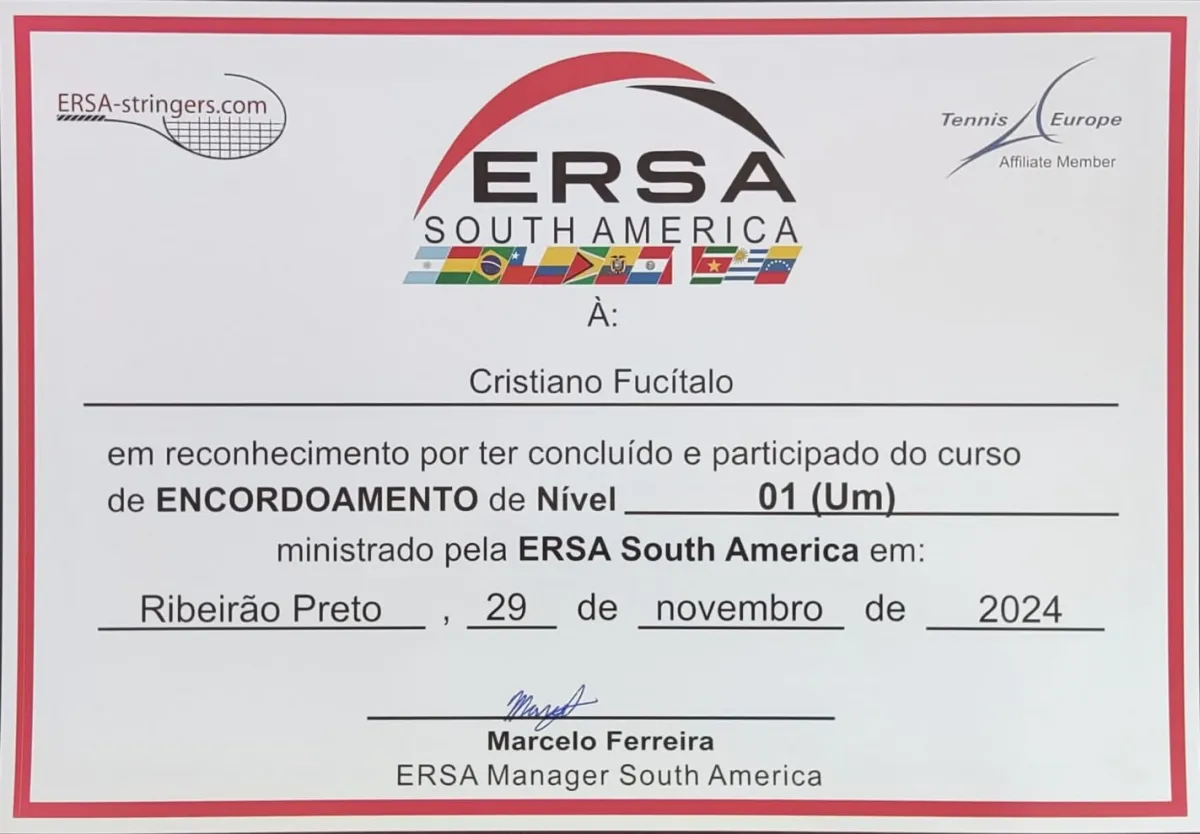 ERSA-stringers.com
Tennis Europe
Affiliate Member
ERSA
SOUTH AMERICA
À:
Cristiano Fucítalo
em reconhecimento por ter concluído e participado do curso
de ENCORDOAMENTO de Nível 01 (Um)
ministrado pela ERSA South America em:
Ribeirão Preto , 29 de novembro de 2024
Marcelo Ferreira
ERSA Manager South America